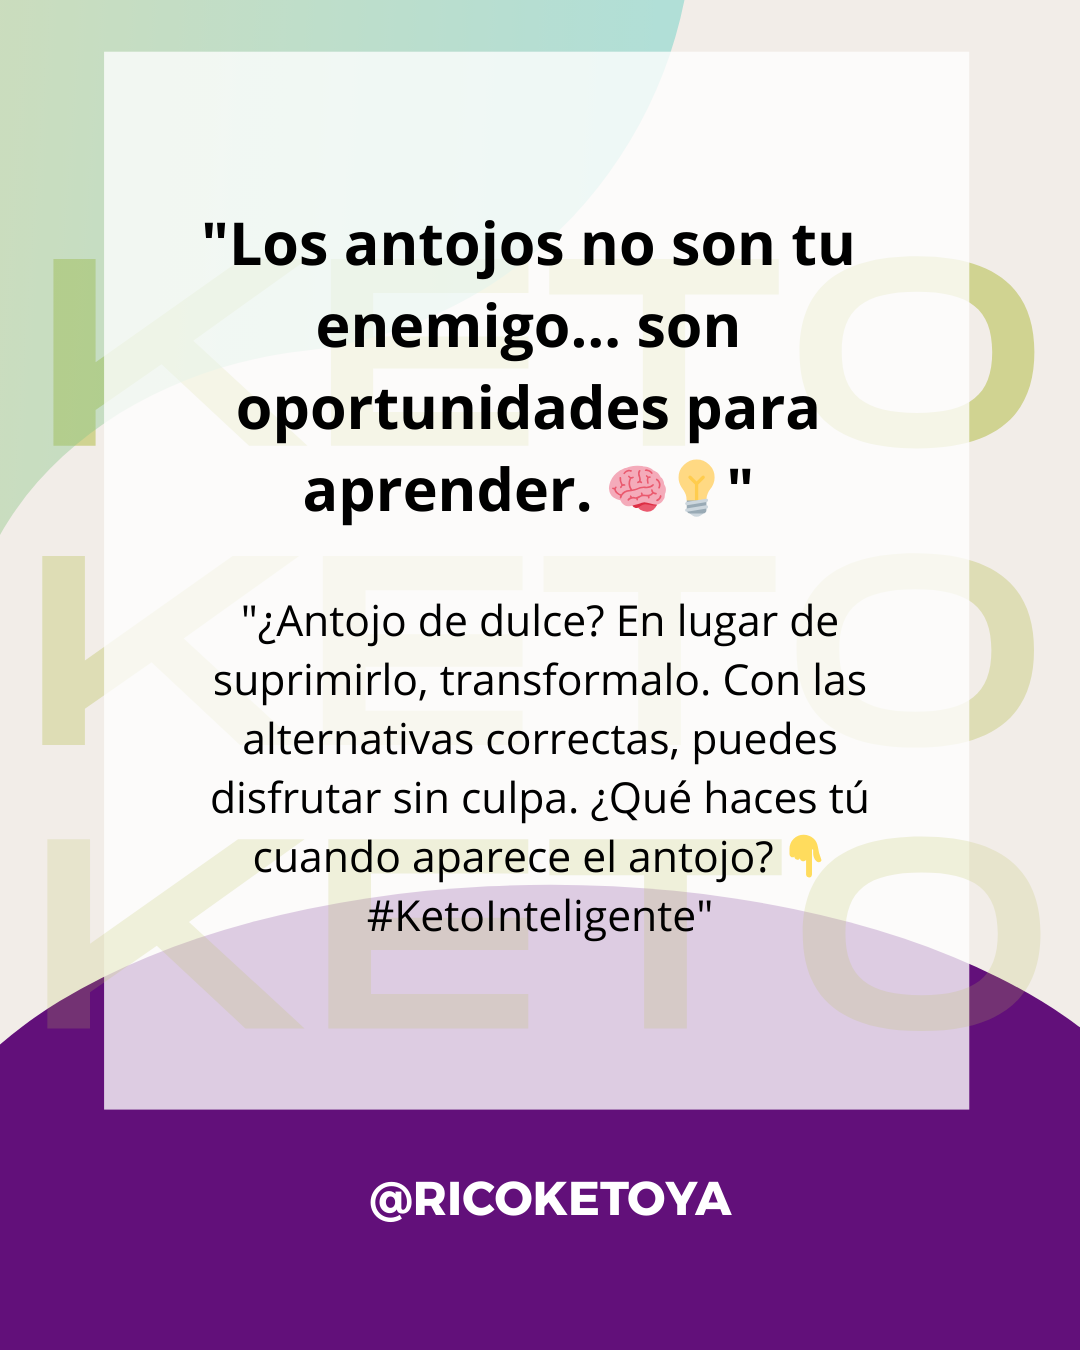 "Los antojos no son tu
enemigo... son
oportunidades para
aprender. 🧠💡"
"¿Antojo de dulce? En lugar de
suprimirlo, transformalo. Con las
alternativas correctas, puedes
disfrutar sin culpa. ¿Qué haces tú
cuando aparece el antojo? 👇
#KetoInteligente"
KETO
KETO
KETO
@RICOKETOYA